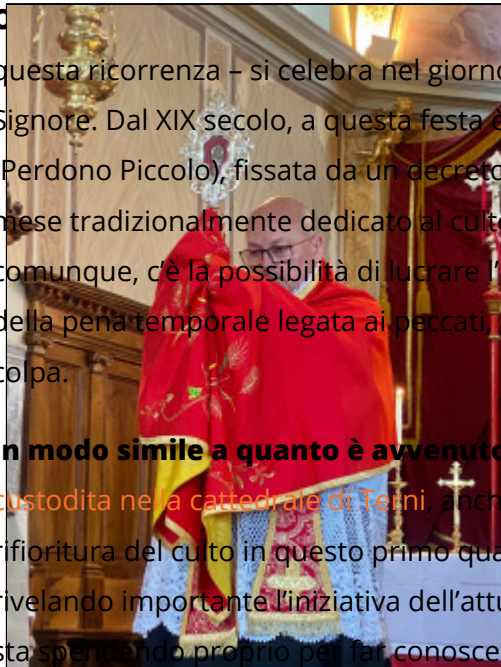 questa ricorrenza – si celebra nel giorno
Signore. Dal XIX secolo, a questa festa è
(Perdono Piccolo), fissata da un decreto
mese tradizionalmente dedicato al culto
comunque, c'è la possibilità di lucrare l'
della pena temporale legata ai peccati,
colpa.
In modo simile a quanto è avvenuto
custodita nella cattedrale di Terni, anche
rifioritura del culto in questo primo qua
rivelando importante l'iniziativa dell'attu
sta spendendo proprio per far conosce